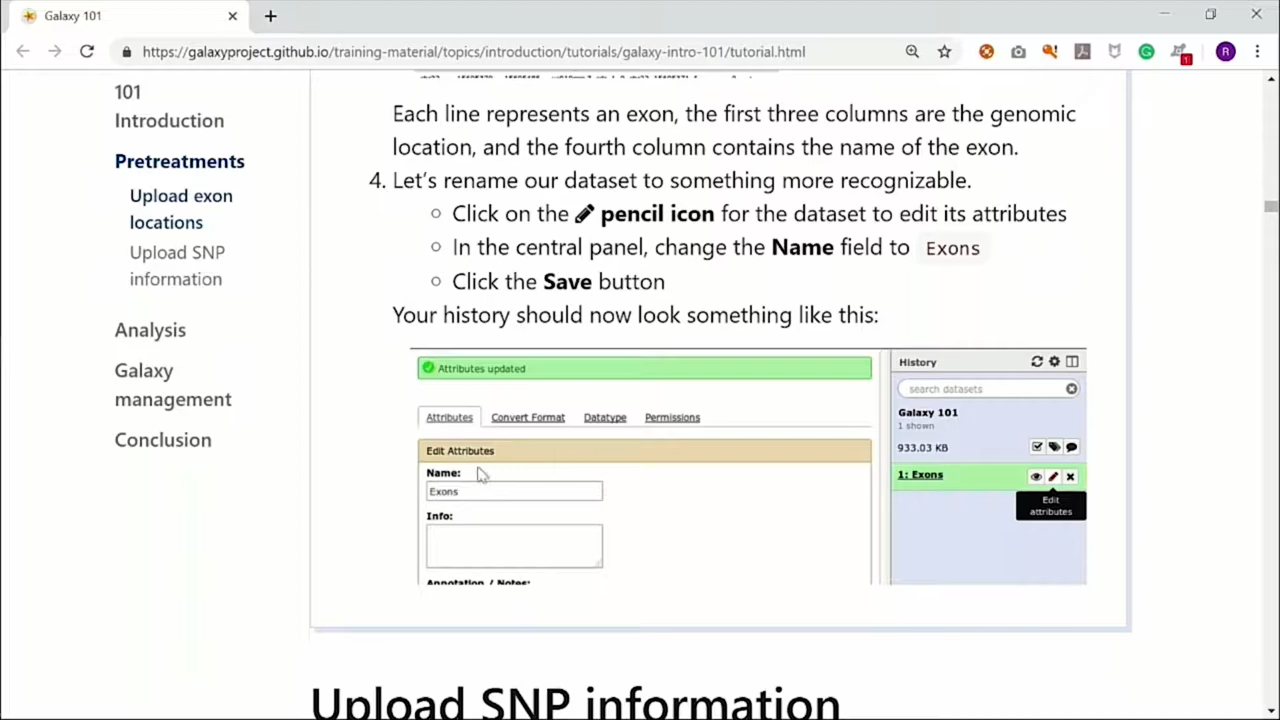 Galaxy 101
https://galaxyproject.github.io/training-material/topics/introduction/tutorials/galaxy-intro-101/tutorial.html
R
1
101
Introduction
Pretreatments
Upload exon
locations
Upload SNP
information
Analysis
Galaxy
management
Conclusion
Each line represents an exon, the first three columns are the genomic
location, and the fourth column contains the name of the exon.
4. Let's rename our dataset to something more recognizable.
Click on the pencil icon for the dataset to edit its attributes
In the central panel, change the Name field to Exons
Click the Save button
Your history should now look something like this:
Attributes updated
Attributes Convert Format Datatype Permissions
Edit Attributes
Name:
Exons
Info:
Annotation / Notes:
History
search datasets
Galaxy 101
1 shown
933.03 KB
1: Exons
Edit
attributes
Upload SNP information